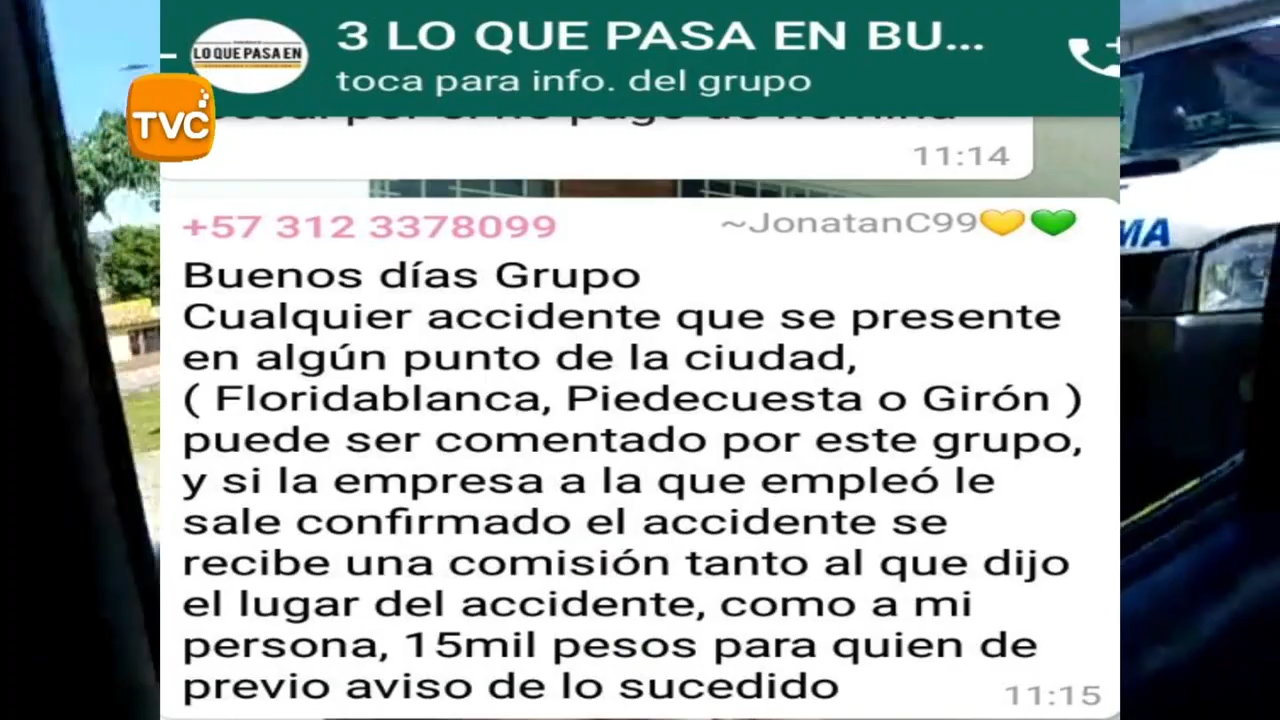 3 LO QUE PASA EN BU...
LO QUE PASA EN
toca para info. del grupo
TVC
11:14
+57 312 3378099
~JonatanC99💛💚
MA
Buenos días Grupo
Cualquier accidente que se presente
en algún punto de la ciudad,
( Floridablanca, Piedecuesta o Girón )
puede ser comentado por este grupo,
y si la empresa a la que empleó le
sale confirmado el accidente se
recibe una comisión tanto al que dijo
el lugar del accidente, como a mi
persona, 15mil pesos para quien de
previo aviso de lo sucedido
11:15